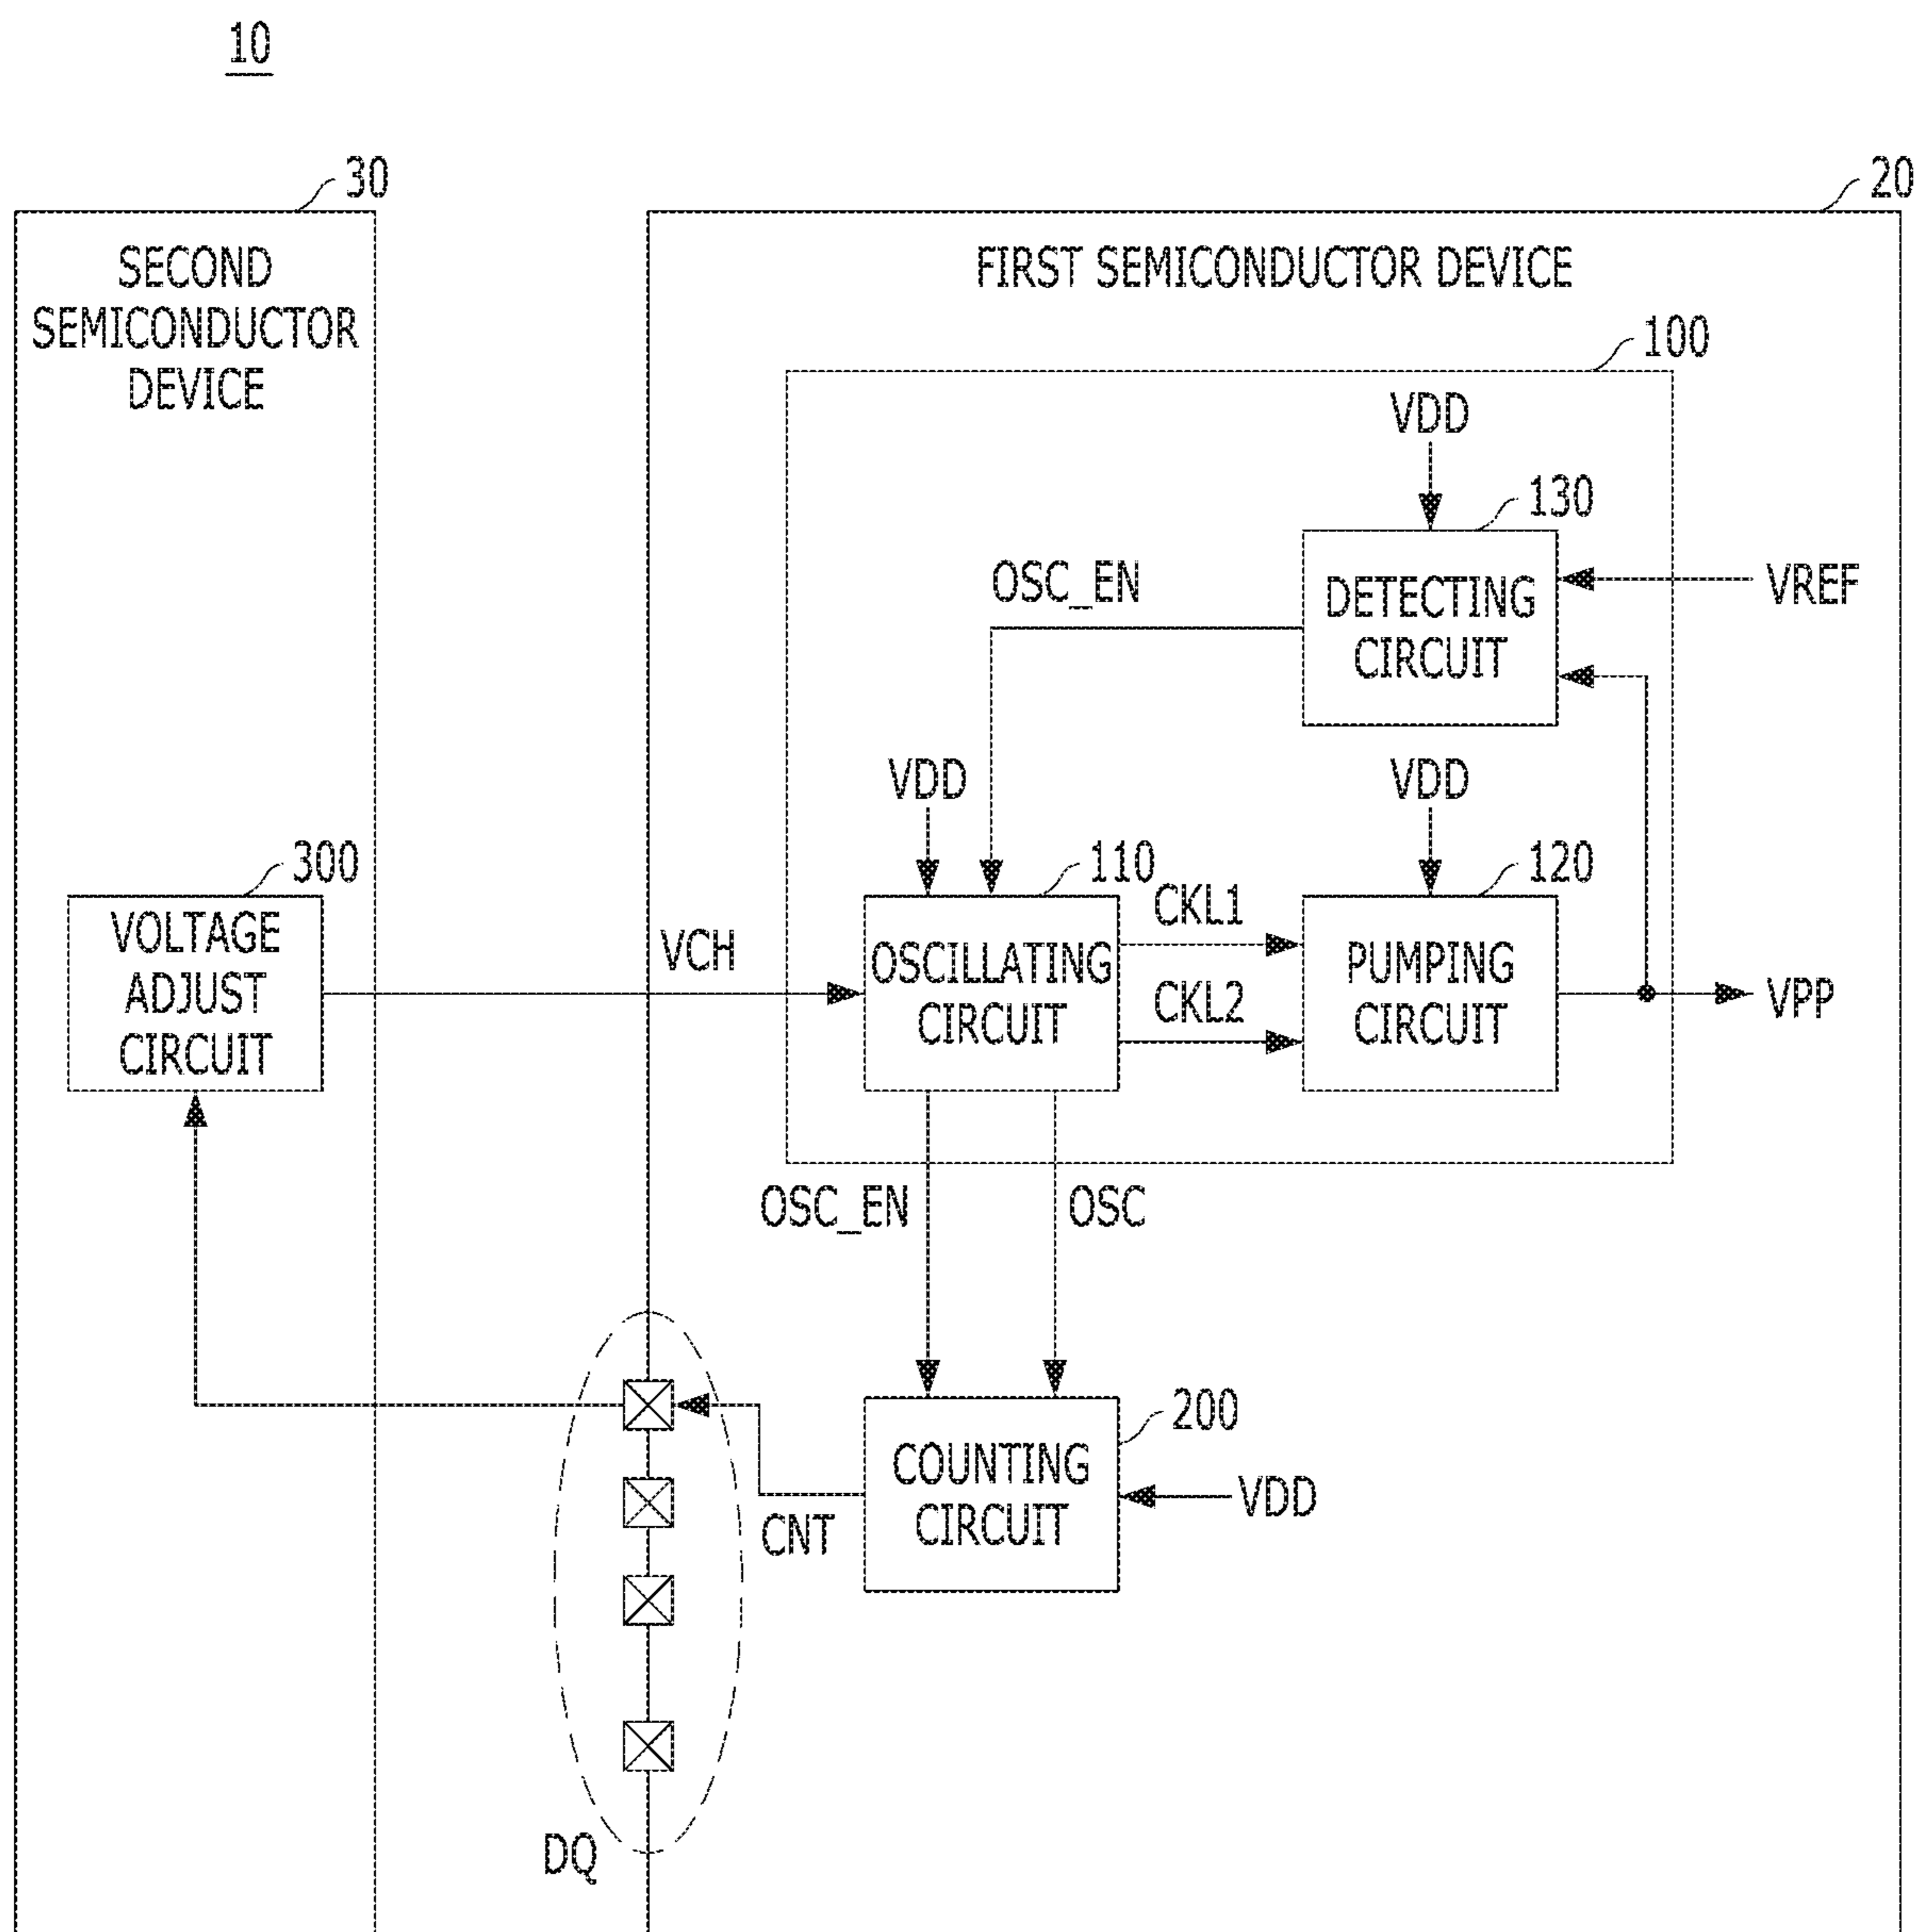 10
30
20
SECOND
SEMICONDUCTOR
DEVICE
FIRST SEMICONDUCTOR DEVICE
100
VDD
130
OSC_EN
DETECTING
CIRCUIT
VREF
VDD
VDD
300
110
120
VOLTAGE
ADJUST
CIRCUIT
VCH
OSCILLATING
CIRCUIT
CKL1
CKL2
PUMPING
CIRCUIT
VPP
OSC_EN
OSC
200
COUNTING
CIRCUIT
VDD
CNT
DQ